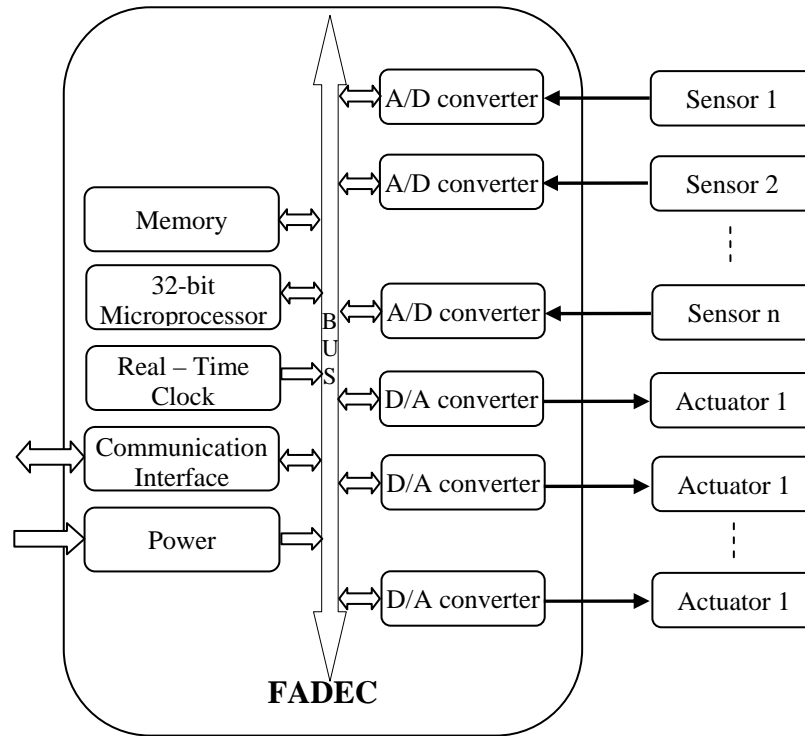 A/D converter
Sensor 1
A/D converter
Sensor 2
Memory
32-bit
Microprocessor
A/D converter
Sensor n
BUS
Real – Time
Clock
D/A converter
Actuator 1
Communication
Interface
D/A converter
Actuator 1
Power
D/A converter
Actuator 1
FADEC